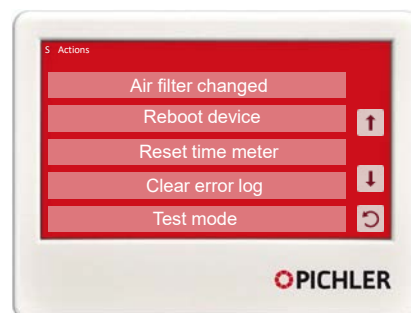 S Actions
Air filter changed
Reboot device
Reset time meter
Clear error log
Test mode
PICHLER